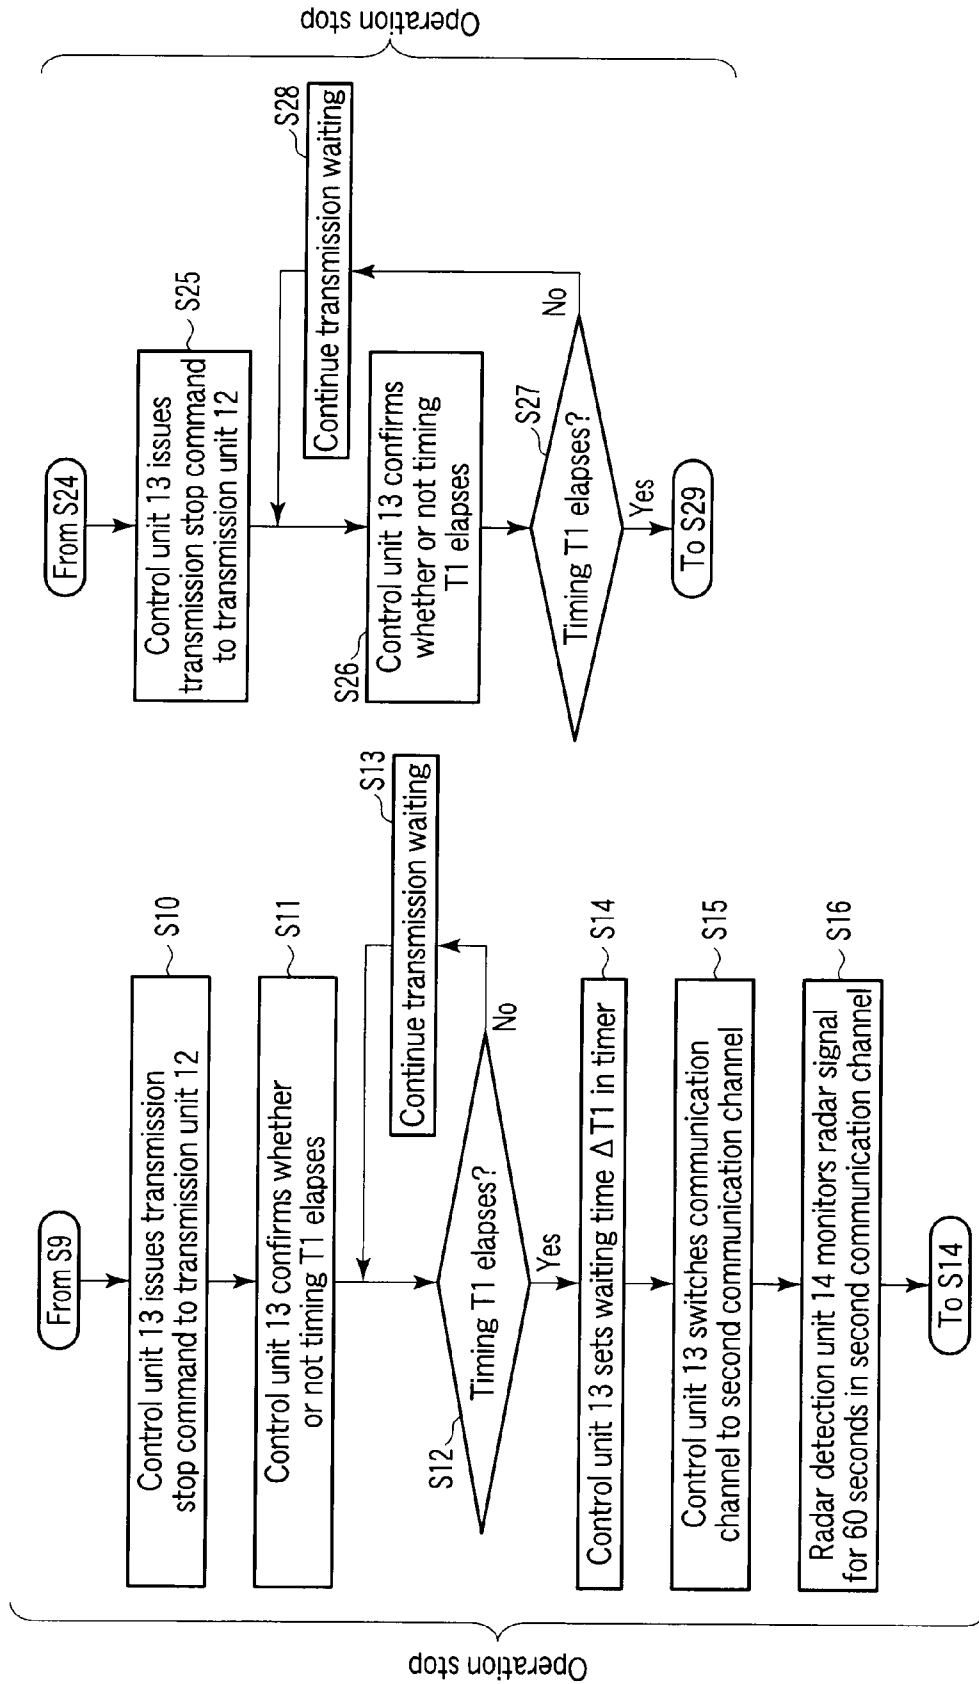 Operation stop
From S9
Control unit 13 issues transmission
stop command to transmission unit 12
S10
Control unit 13 confirms whether
or not timing T1 elapses
S11
Continue transmission waiting
S13
Timing T1 elapses?
S12
No
Yes
Control unit 13 sets waiting time ΔT1 in timer
S14
Control unit 13 switches communication
channel to second communication channel
S15
Radar detection unit 14 monitors radar signal
for 60 seconds in second communication channel
S16
To S14
Operation stop
From S24
Control unit 13 issues
transmission stop command
to transmission unit 12
S25
Continue transmission waiting
S28
Control unit 13 confirms
whether or not timing
T1 elapses
S26
Timing T1 elapses?
S27
No
Yes
To S29